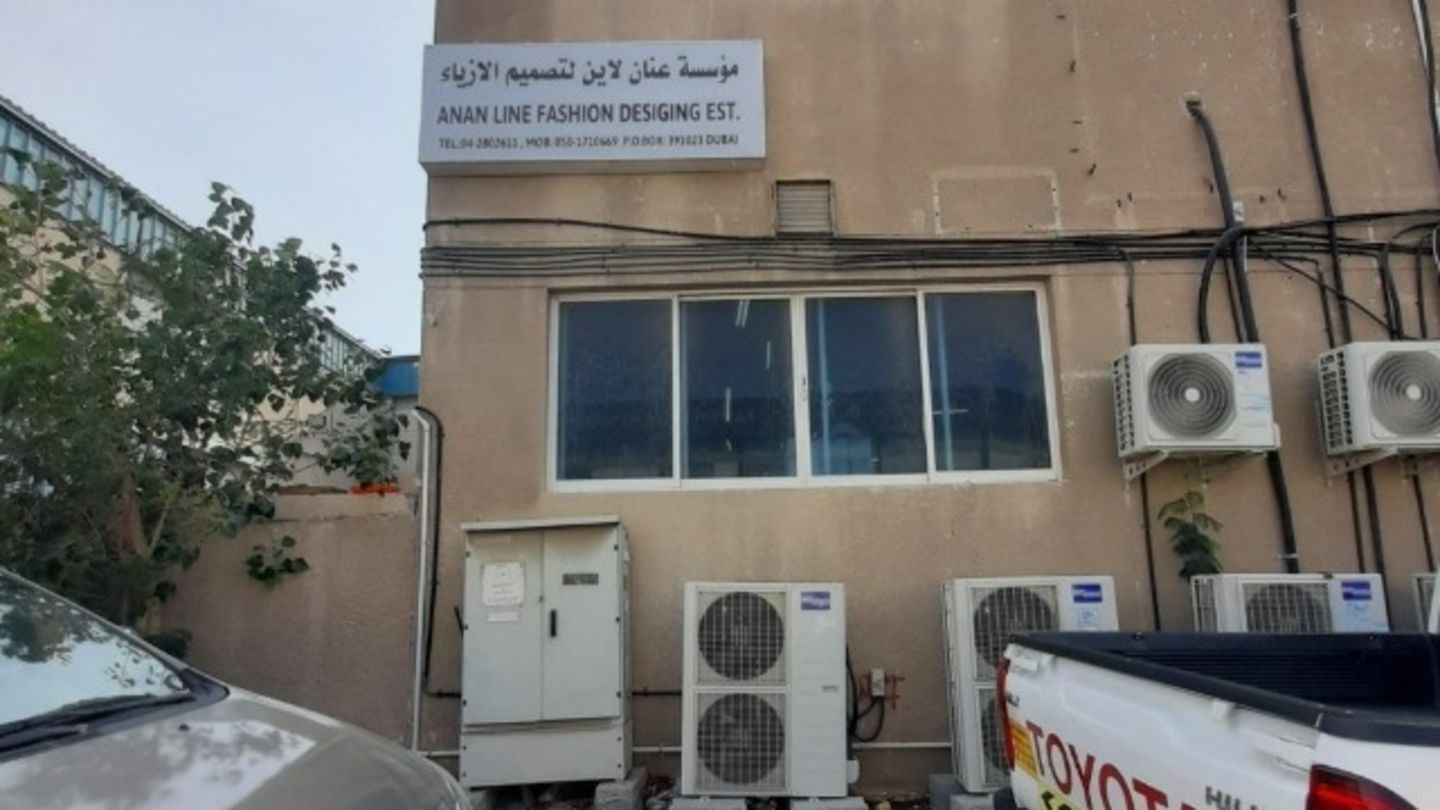 مؤسسة عنان لاين لتصميم الازياء
ANAN LINE FASHION DESIGING EST.
TEL:04-2802611, MOB:050-1710669 P.O.BOX: 391023 DUBAI
TOYOTA